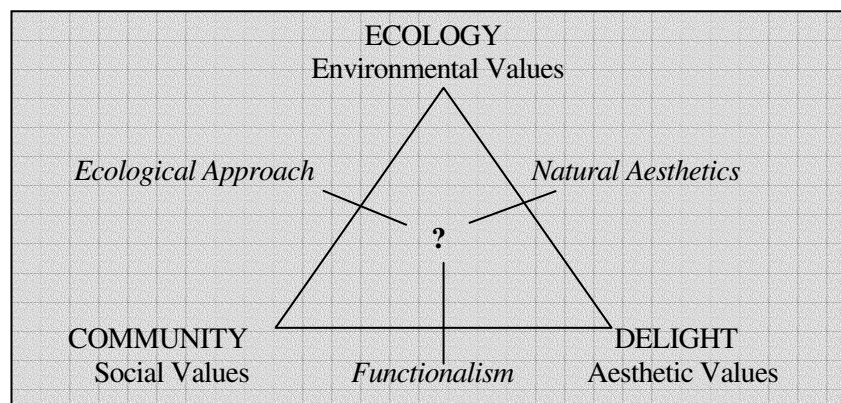 ECOLOGY
Environmental Values
Ecological Approach
Natural Aesthetics
?
COMMUNITY
Social Values
Functionalism
DELIGHT
Aesthetic Values